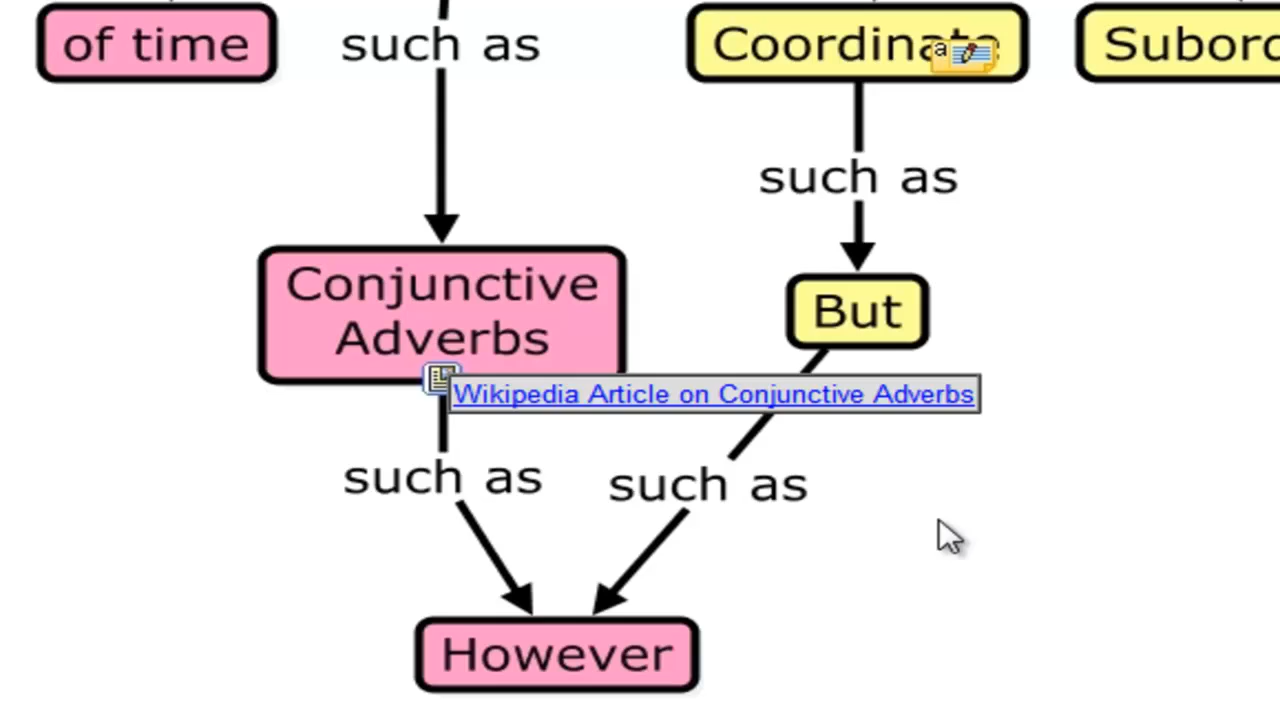 of time
such as
Coordinate
such as
Conjunctive
Adverbs
But
Wikipedia Article on Conjunctive Adverbs
such as
such as
However